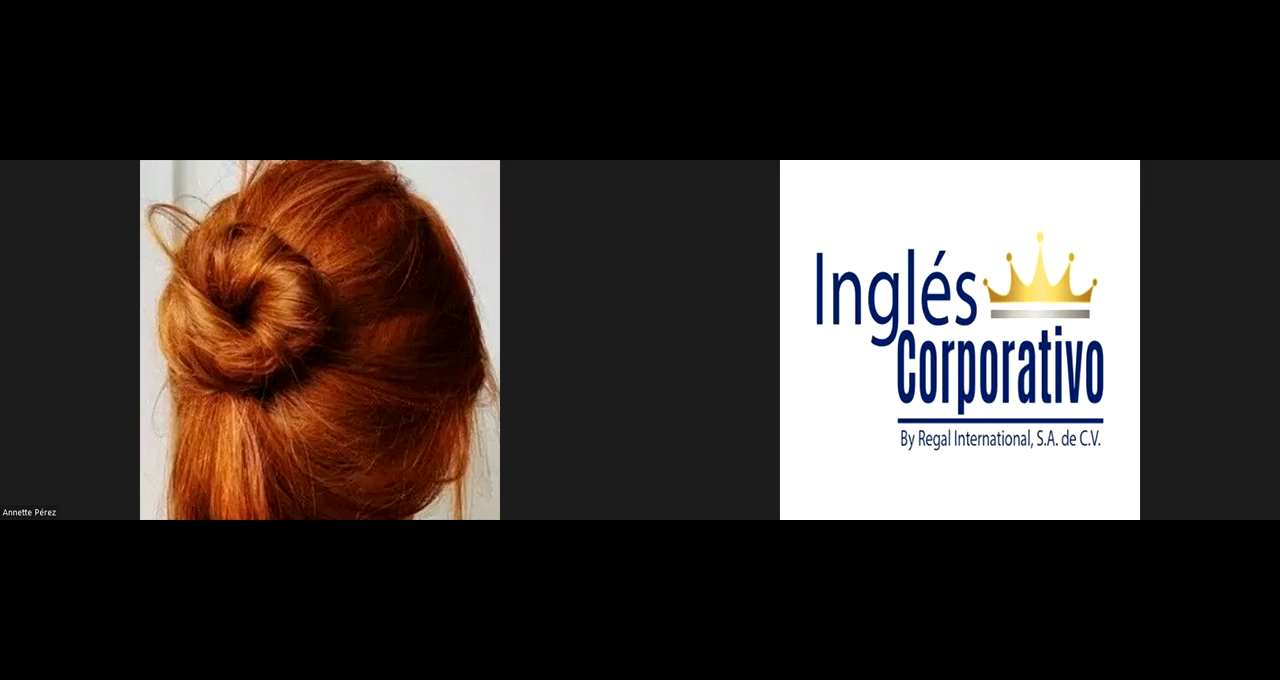 Annette Pérez
Inglés
Corporativo
By Regal International, S.A. de C.V.